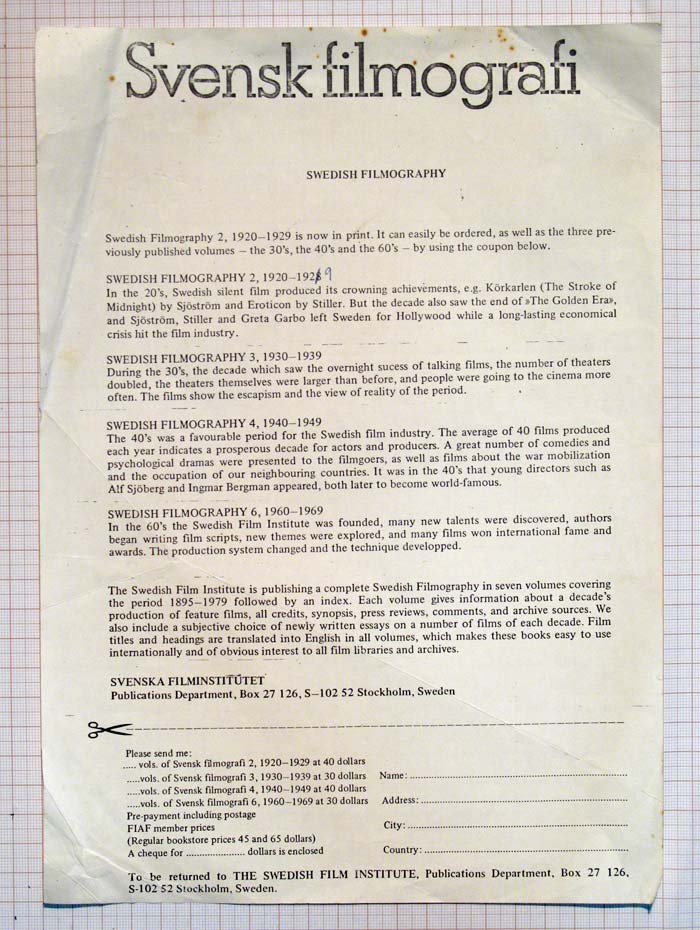 Svensk filmografi
SWEDISH FILMOGRAPHY
Swedish Filmography 2, 1920–1929 is now in print. It can easily be ordered, as well as the three pre-
viously published volumes – the 30's, the 40's and the 60's – by using the coupon below.
SWEDISH FILMOGRAPHY 2, 1920–1929
In the 20's, Swedish silent film produced its crowning achievements, e.g. Körkarlen (The Stroke of
Midnight) by Sjöström and Eroticon by Stiller. But the decade also saw the end of »The Golden Era»,
and Sjöström, Stiller and Greta Garbo left Sweden for Hollywood while a long-lasting economical
crisis hit the film industry.
SWEDISH FILMOGRAPHY 3, 1930–1939
During the 30's, the decade which saw the overnight sucess of talking films, the number of theaters
doubled, the theaters themselves were larger than before, and people were going to the cinema more
often. The films show the escapism and the view of reality of the period.
SWEDISH FILMOGRAPHY 4, 1940–1949
The 40's was a favourable period for the Swedish film industry. The average of 40 films produced
each year indicates a prosperous decade for actors and producers. A great number of comedies and
psychological dramas were presented to the filmgoers, as well as films about the war mobilization
and the occupation of our neighbouring countries. It was in the 40's that young directors such as
Alf Sjöberg and Ingmar Bergman appeared, both later to become world-famous.
SWEDISH FILMOGRAPHY 6, 1960–1969
In the 60's the Swedish Film Institute was founded, many new talents were discovered, authors
began writing film scripts, new themes were explored, and many films won international fame and
awards. The production system changed and the technique developped.
The Swedish Film Institute is publishing a complete Swedish Filmography in seven volumes covering
the period 1895–1979 followed by an index. Each volume gives information about a decade's
production of feature films, all credits, synopsis, press reviews, comments, and archive sources. We
also include a subjective choice of newly written essays on a number of films of each decade. Film
titles and headings are translated into English in all volumes, which makes these books easy to use
internationally and of obvious interest to all film libraries and archives.
SVENSKA FILMINSTITUTET
Publications Department, Box 27 126, S–102 52 Stockholm, Sweden
Please send me:
..... vols. of Svensk filmografi 2, 1920–1929 at 40 dollars
.....vols. of Svensk filmografi 3, 1930–1939 at 30 dollars
.....vols. of Svensk filmografi 4, 1940–1949 at 40 dollars
.....vols. of Svensk filmografi 6, 1960–1969 at 30 dollars
Pre-payment including postage
FIAF member prices
(Regular bookstore prices 45 and 65 dollars)
A cheque for ..................... dollars is enclosed
Name: ........................................
Address: ........................................
City: ........................................
Country: ........................................
To be returned to THE SWEDISH FILM INSTITUTE, Publications Department, Box 27 126,
S-102 52 Stockholm, Sweden.